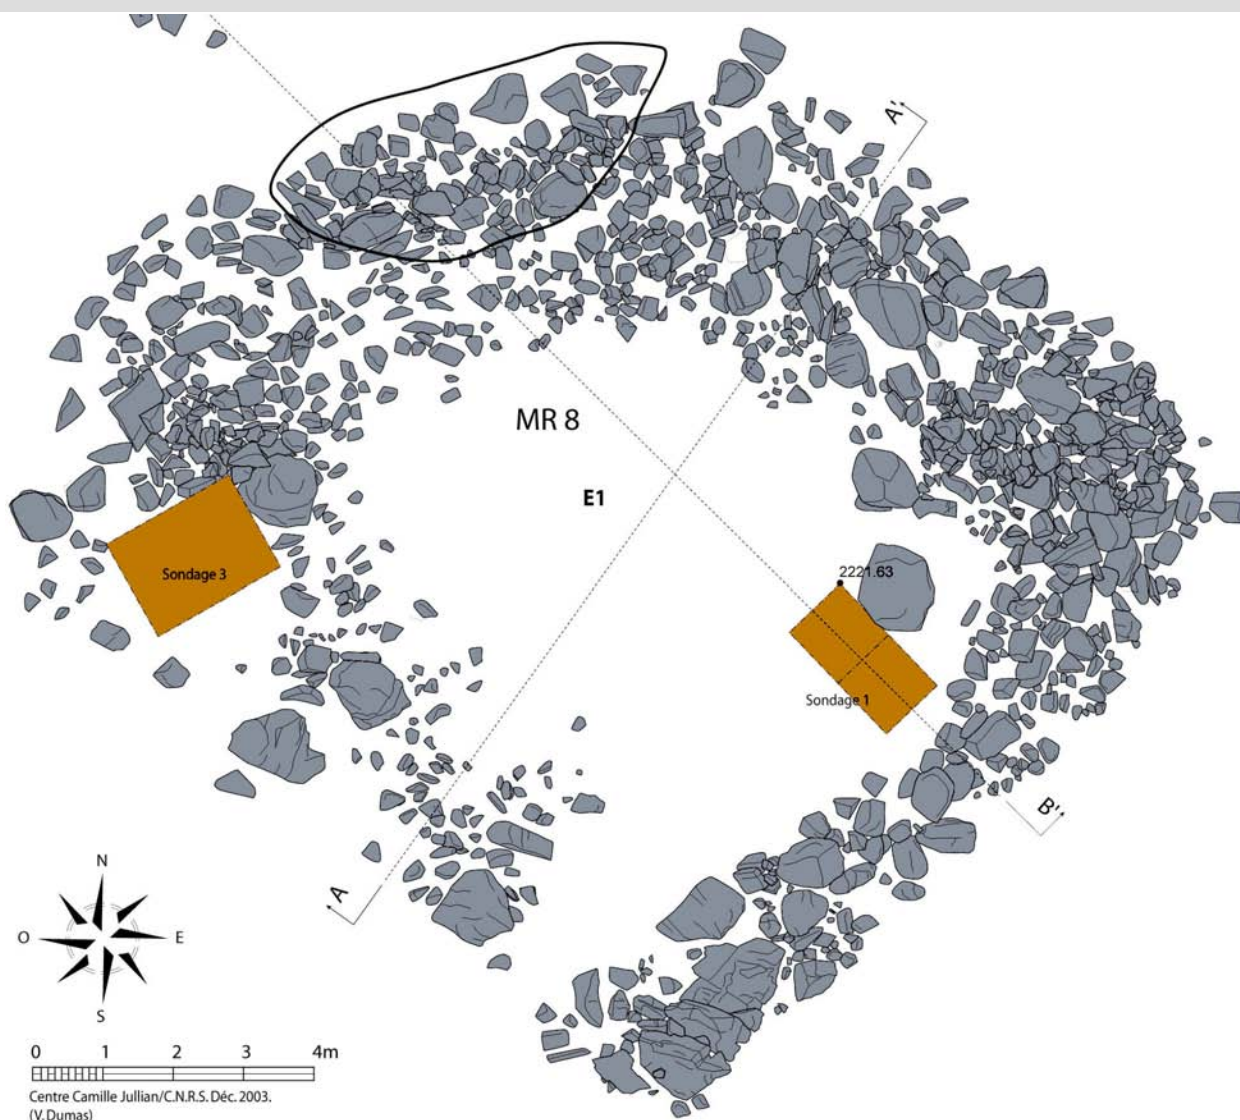 A'
MR 8
E1
2221.63
Sondage 3
Sondage 1
B'
A
N
O E
S
0 1 2 3 4m
Centre Camille Jullian/C.N.R.S. Déc. 2003.
(V. Dumas)